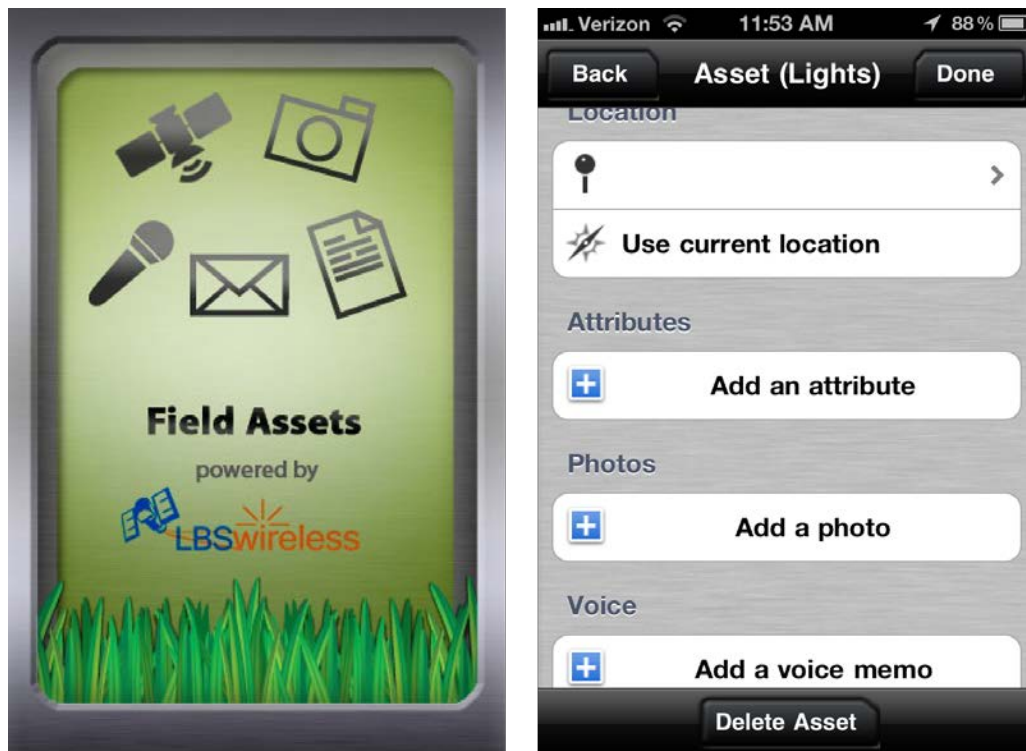 Field Assets
powered by
LBSwireless
Verizon 11:53 AM 88%
Back Asset (Lights) Done
Location
Use current location
Attributes
Add an attribute
Photos
Add a photo
Voice
Add a voice memo
Delete Asset